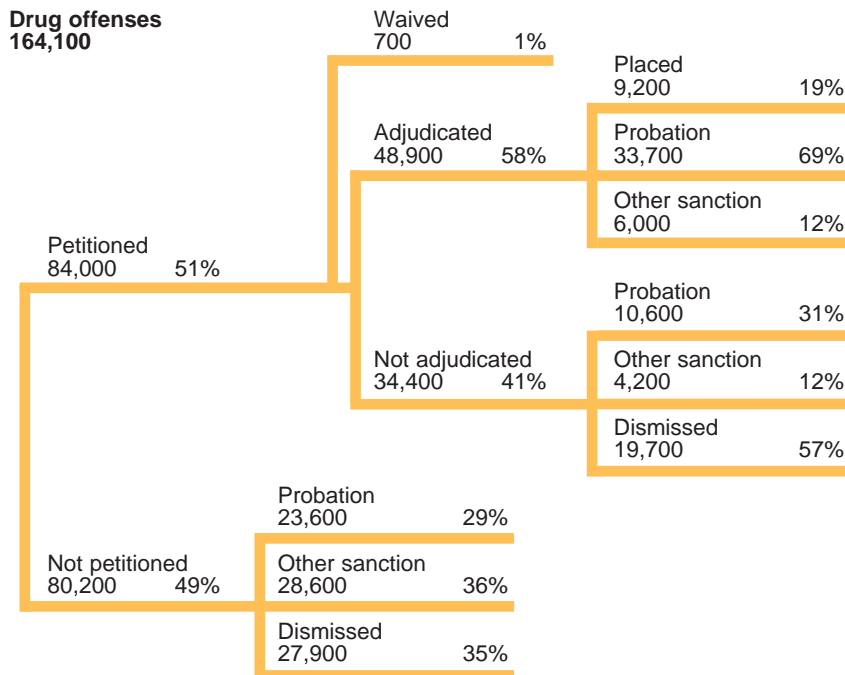 Drug offenses
164,100
Waived
700 1%
Placed
9,200 19%
Adjudicated
48,900 58%
Probation
33,700 69%
Other sanction
6,000 12%
Petitioned
84,000 51%
Probation
10,600 31%
Not adjudicated
34,400 41%
Other sanction
4,200 12%
Dismissed
19,700 57%
Probation
23,600 29%
Not petitioned
80,200 49%
Other sanction
28,600 36%
Dismissed
27,900 35%